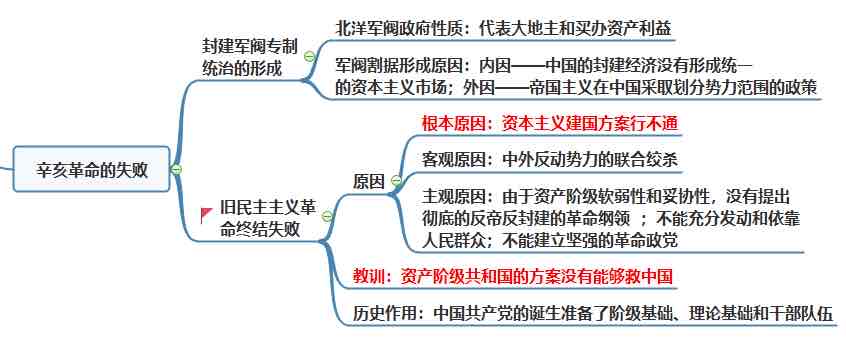 辛亥革命的失败
封建军阀专制
统治的形成
北洋军阀政府性质：代表大地主和买办资产利益
军阀割据形成原因：内因——中国的封建经济没有形成统一
的资本主义市场；外因——帝国主义在中国采取划分势力范围的政策
旧民主主义革
命终结失败
原因
根本原因：资本主义建国方案行不通
客观原因：中外反动势力的联合绞杀
主观原因：由于资产阶级软弱性和妥协性，没有提出
彻底的反帝反封建的革命纲领 ；不能充分发动和依靠
人民群众；不能建立坚强的革命政党
教训：资产阶级共和国的方案没有能够救中国
历史作用：中国共产党的诞生准备了阶级基础、理论基础和干部队伍